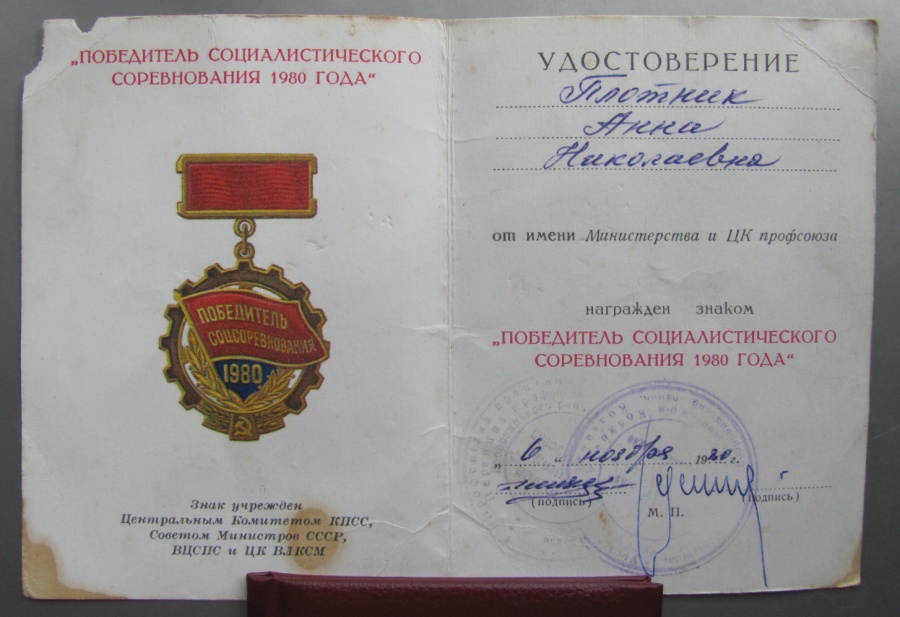 „ПОБЕДИТЕЛЬ СОЦИАЛИСТИЧЕСКОГО
СОРЕВНОВАНИЯ 1980 ГОДА“
ПОБЕДИТЕЛЬ
СОЦСОРЕВНОВАНИЯ
1980
Знак учрежден
Центральным Комитетом КПСС,
Советом Министров СССР,
ВЦСПС и ЦК ВЛКСМ
УДОСТОВЕРЕНИЕ
Плотник
Анна
Николаевна
от имени Министерства и ЦК профсоюза
награжден знаком
„ПОБЕДИТЕЛЬ СОЦИАЛИСТИЧЕСКОГО
СОРЕВНОВАНИЯ 1980 ГОДА“
„ 6 “ ноября 1980 г.
(подпись) (подпись)
М. П.